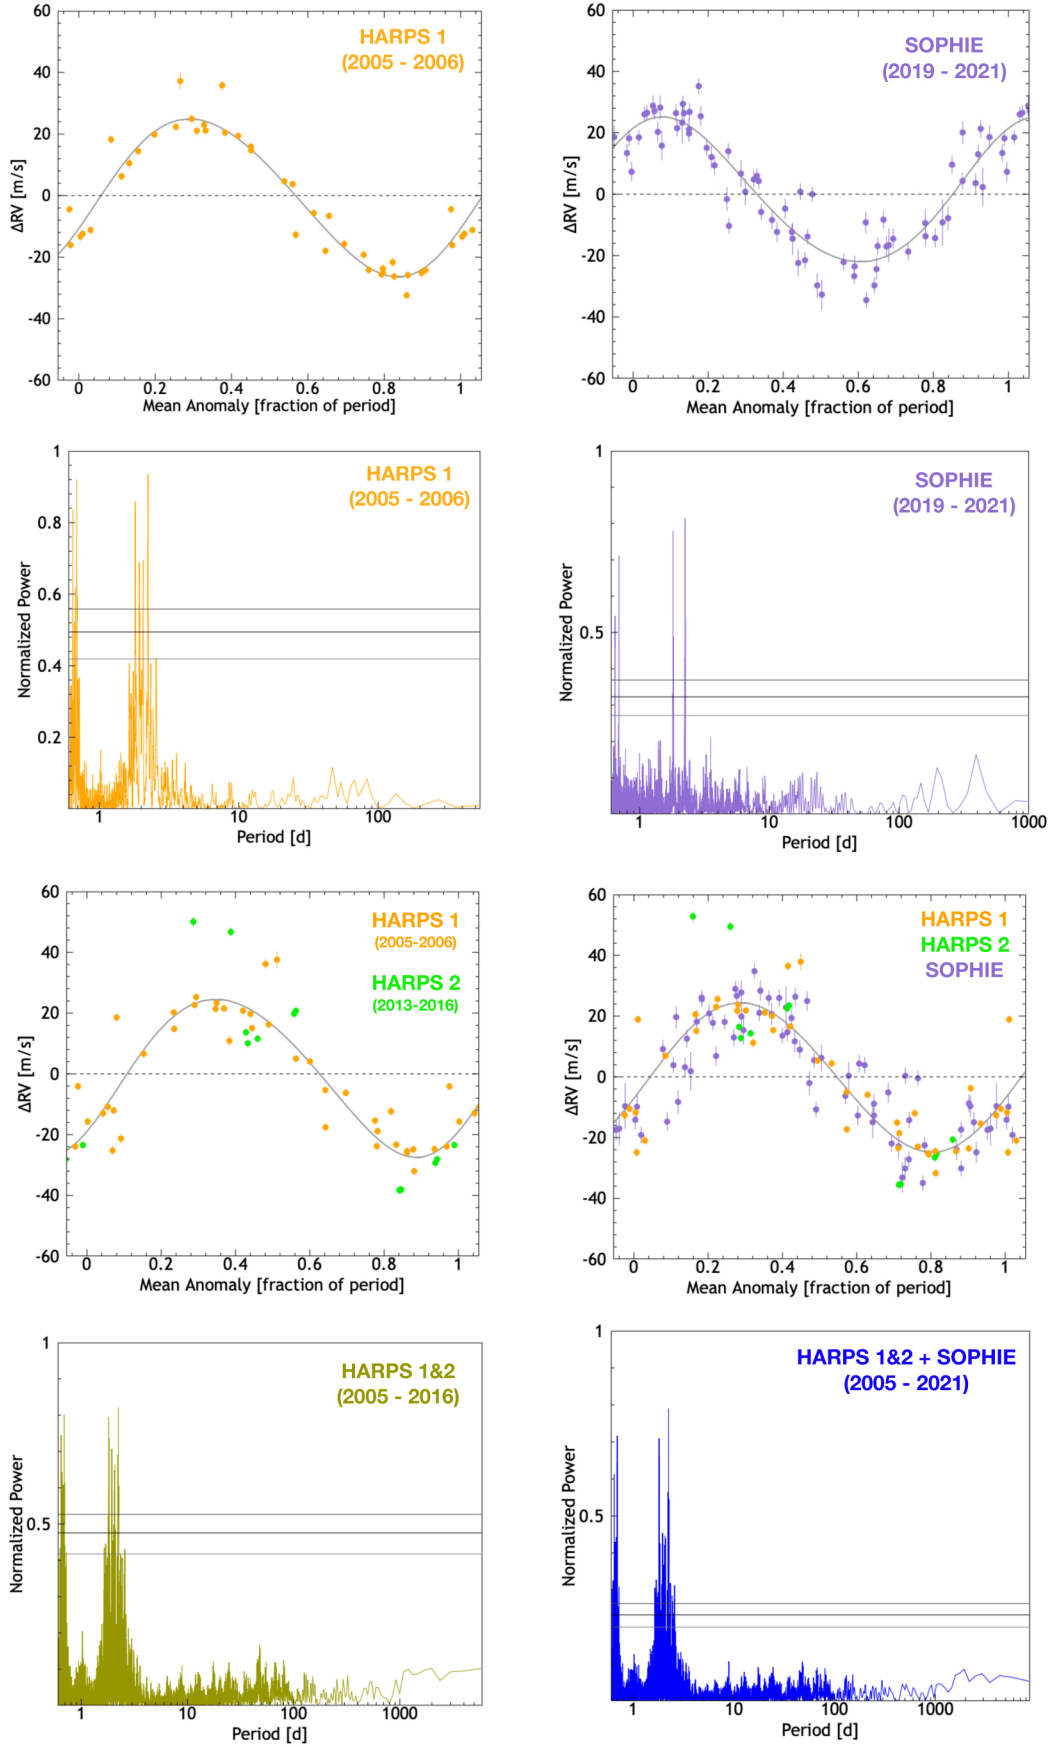 60
40
20
0
-20
-40
-60
ΔRV [m/s]
HARPS 1
(2005 - 2006)
0 0.2 0.4 0.6 0.8 1
Mean Anomaly [fraction of period]
60
40
20
0
-20
-40
-60
ΔRV [m/s]
SOPHIE
(2019 - 2021)
0 0.2 0.4 0.6 0.8 1
Mean Anomaly [fraction of period]
1
0.8
0.6
0.4
0.2
Normalized Power
HARPS 1
(2005 - 2006)
1 10 100
Period [d]
1
0.5
Normalized Power
SOPHIE
(2019 - 2021)
1 10 100 1000
Period [d]
60
40
20
0
-20
-40
-60
ΔRV [m/s]
HARPS 1
(2005-2006)
HARPS 2
(2013-2016)
0 0.2 0.4 0.6 0.8 1
Mean Anomaly [fraction of period]
60
40
20
0
-20
-40
-60
ΔRV [m/s]
HARPS 1
HARPS 2
SOPHIE
0 0.2 0.4 0.6 0.8 1
Mean Anomaly [fraction of period]
1
0.5
Normalized Power
HARPS 1&2
(2005 - 2016)
1 10 100 1000
Period [d]
1
0.5
Normalized Power
HARPS 1&2 + SOPHIE
(2005 - 2021)
1 10 100 1000
Period [d]